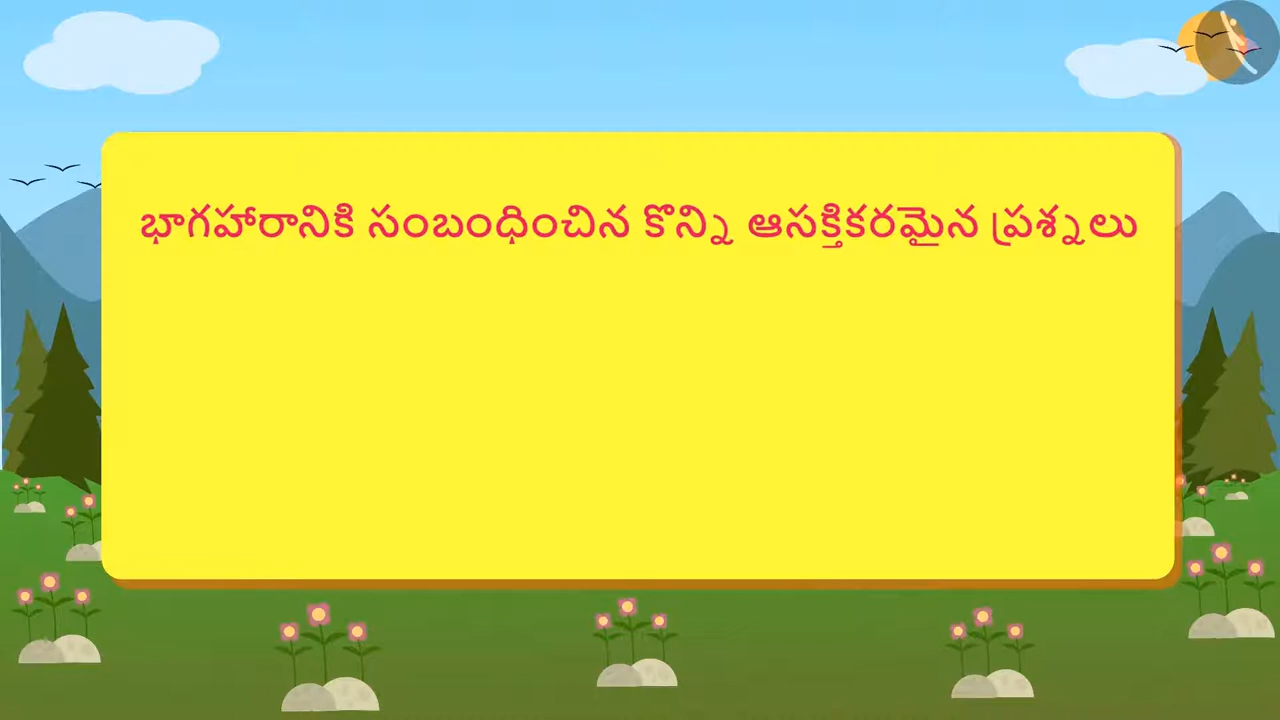 భాగహారానికి సంబంధించిన కొన్ని ఆసక్తికరమైన ప్రశ్నలు